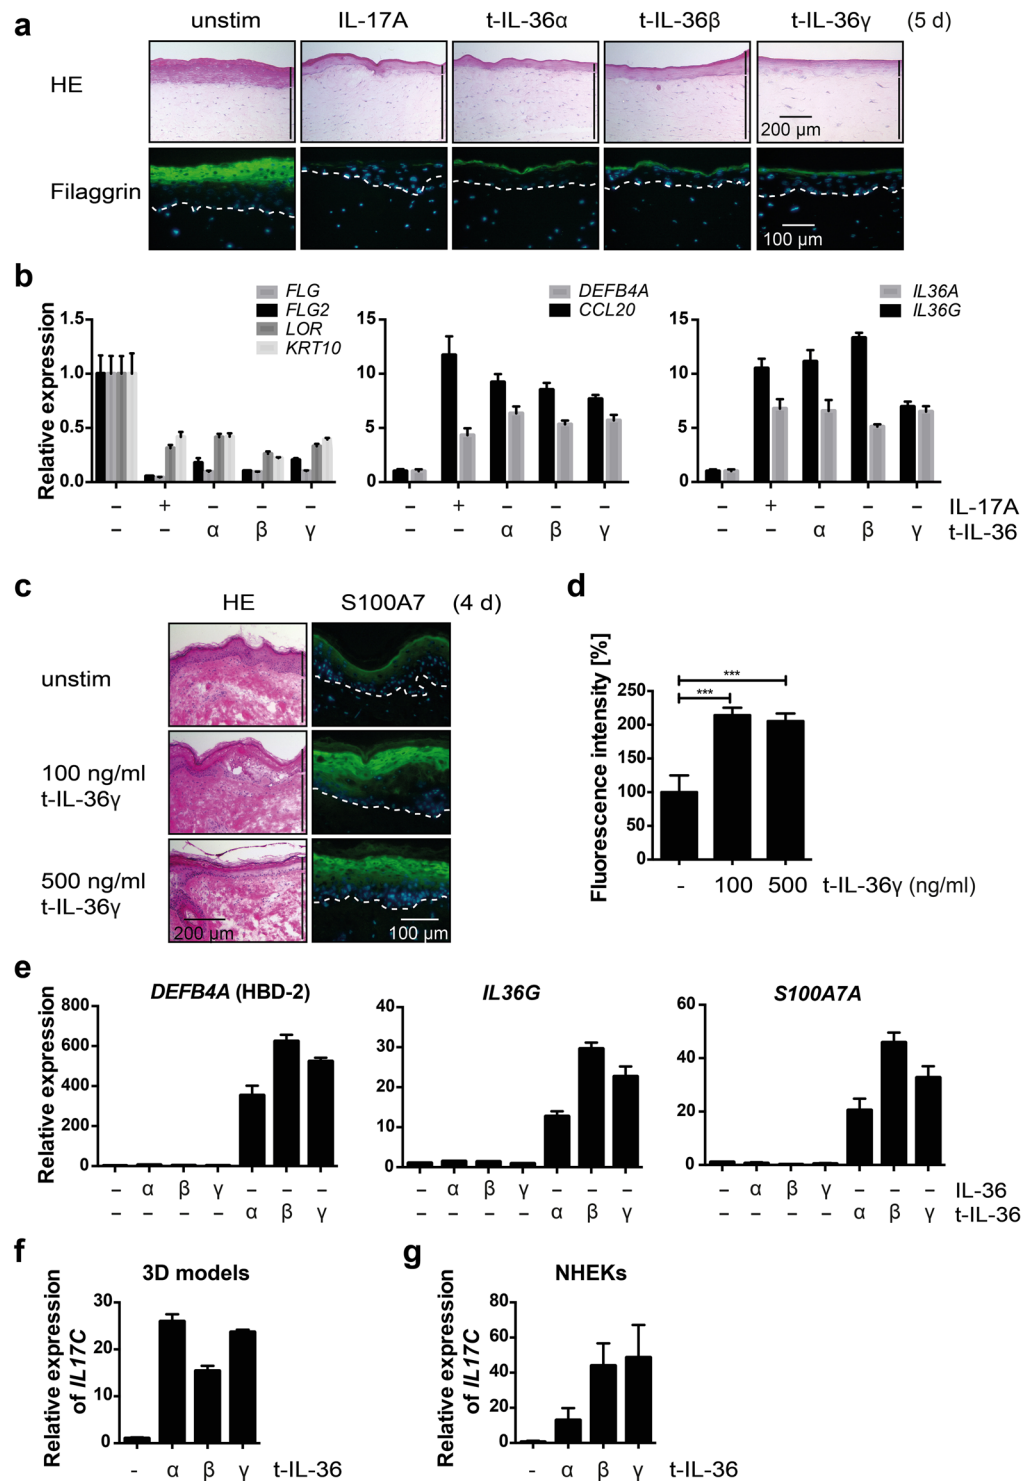 a
unstim IL-17A t-IL-36α t-IL-36β t-IL-36γ (5 d)
HE
200 µm
Filaggrin
100 µm
b
FLG
FLG2
LOR
KRT10
DEFB4A
CCL20
IL36A
IL36G
Relative expression
1.5
1.0
0.5
0.0
15
10
5
0
15
10
5
0
– + – – – – + – – – – + – – – IL-17A
– – α β γ – – α β γ – – α β γ t-IL-36
c
HE S100A7 (4 d)
unstim
100 ng/ml
t-IL-36γ
500 ng/ml
t-IL-36γ
200 µm
100 µm
d
Fluorescence intensity [%]
250
200
150
100
50
0
***
***
- 100 500 t-IL-36γ (ng/ml)
e
DEFB4A (HBD-2) IL36G S100A7A
Relative expression
800
600
400
200
0
40
30
20
10
0
60
40
20
0
– α β γ – – – – α β γ – – – – α β γ – – – IL-36
– – – – α β γ – – – – α β γ – – – – α β γ t-IL-36
f
3D models
Relative expression
of IL17C
30
20
10
0
- α β γ t-IL-36
g
NHEKs
Relative expression
of IL17C
80
60
40
20
0
- α β γ t-IL-36